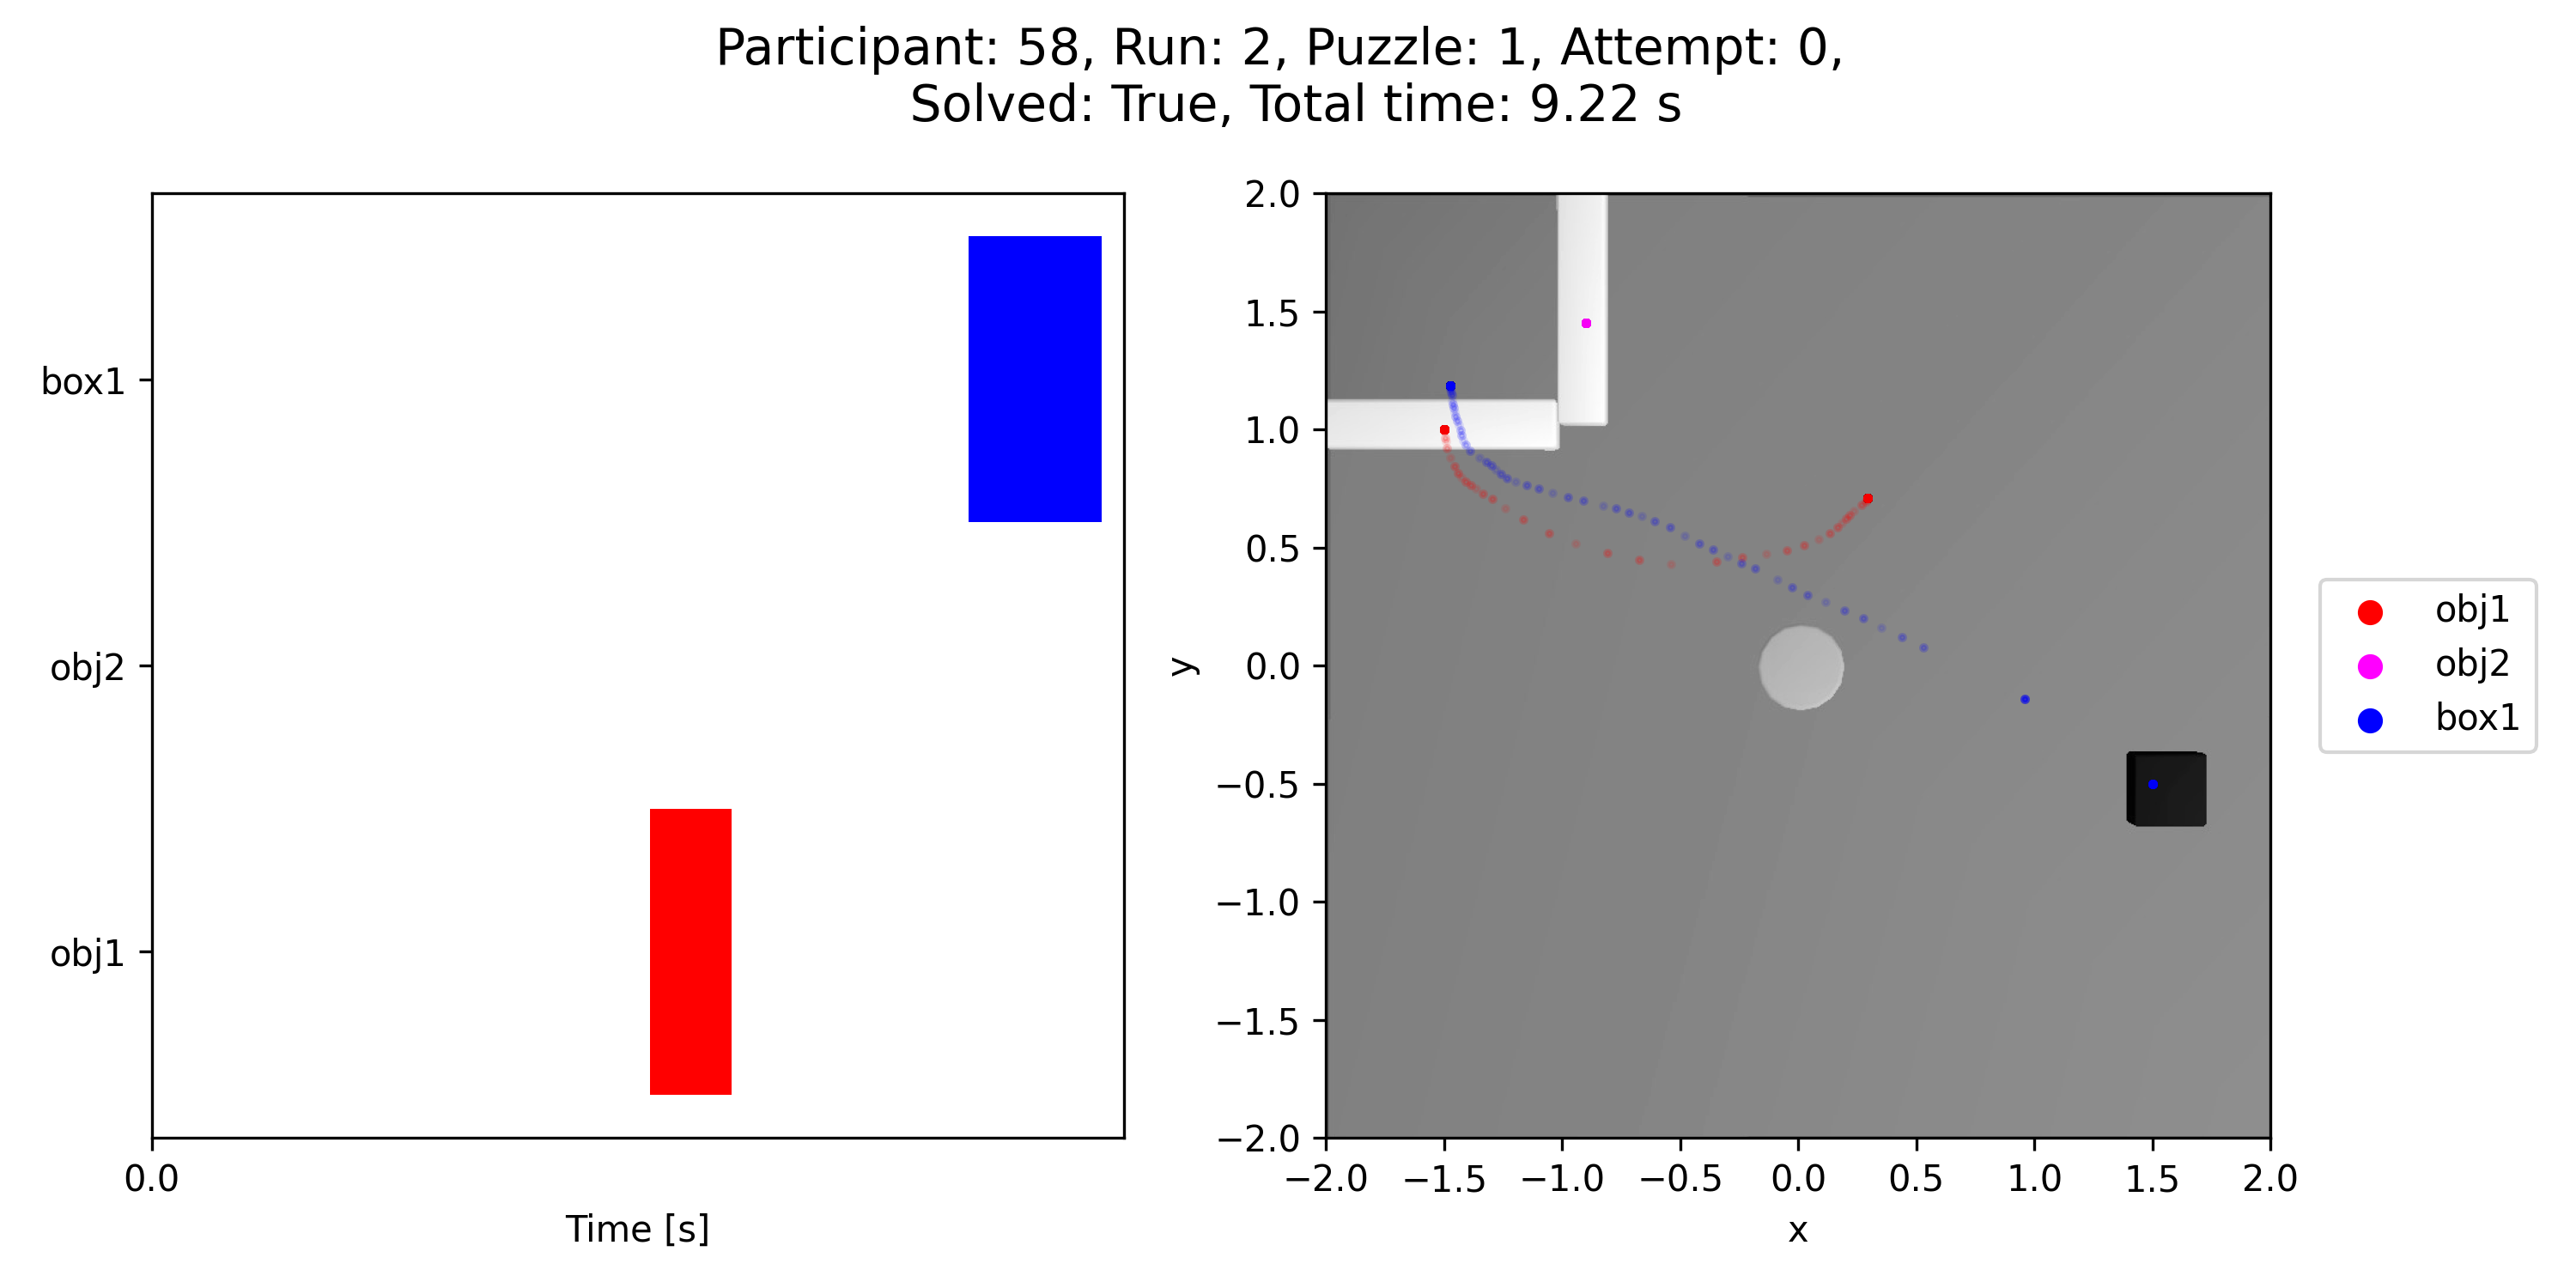 Participant: 58, Run: 2, Puzzle: 1, Attempt: 0,
Solved: True, Total time: 9.22 s
box1
obj2
obj1
0.0
Time [s]
2.0
1.5
1.0
0.5
0.0
−0.5
−1.0
−1.5
−2.0
y
−2.0 −1.5 −1.0 −0.5 0.0 0.5 1.0 1.5 2.0
x
obj1
obj2
box1